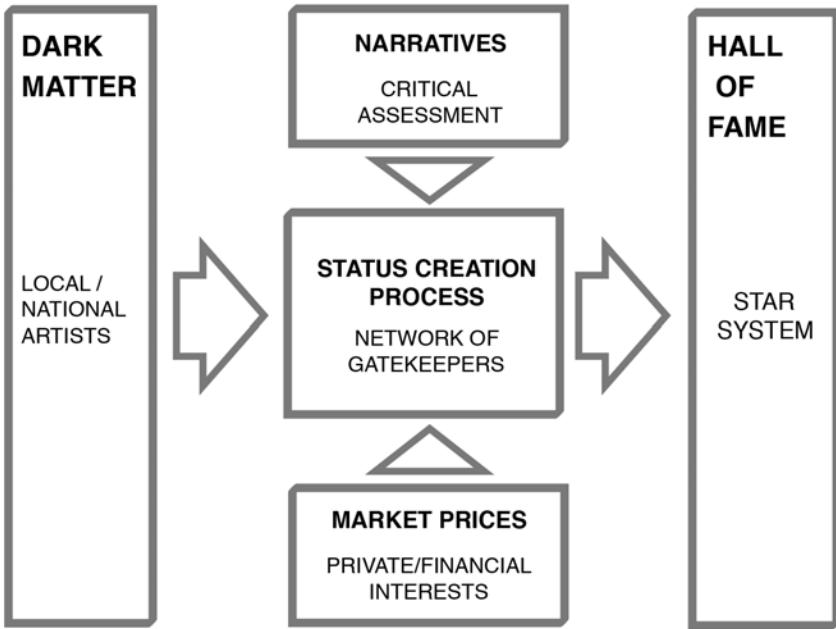 DARK
MATTER
LOCAL /
NATIONAL
ARTISTS
NARRATIVES
CRITICAL
ASSESSMENT
STATUS CREATION
PROCESS
NETWORK OF
GATEKEEPERS
MARKET PRICES
PRIVATE/FINANCIAL
INTERESTS
HALL
OF
FAME
STAR
SYSTEM